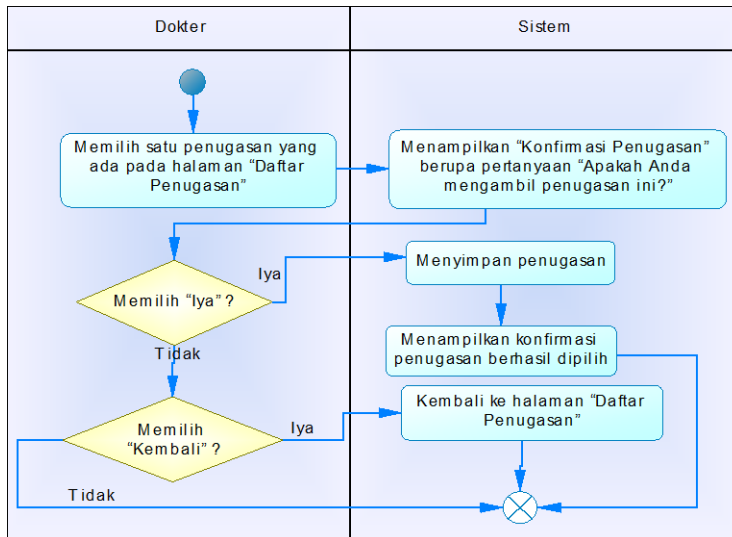 Dokter
Sistem
Memilih satu penugasan yang
ada pada halaman “Daftar
Penugasan”
Menampilkan “Konfirmasi Penugasan”
berupa pertanyaan “Apakah Anda
mengambil penugasan ini?”
Memilih “Iya” ?
Iya
Menyimpan penugasan
Tidak
Menampilkan konfirmasi
penugasan berhasil dipilih
Memilih
“Kembali” ?
Iya
Kembali ke halaman “Daftar
Penugasan”
Tidak